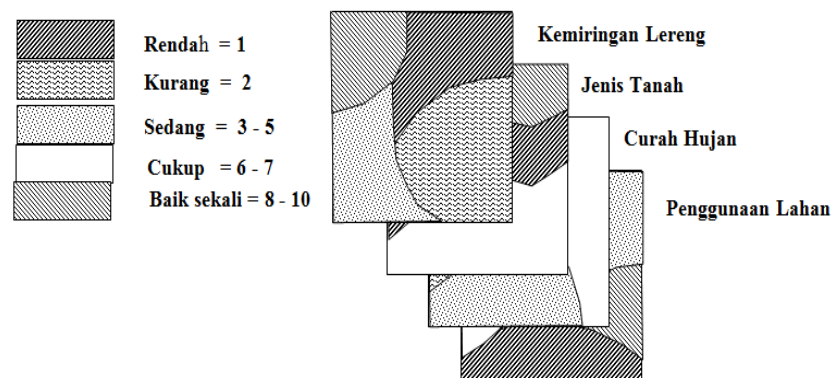 Rendah = 1
Kurang = 2
Sedang = 3 - 5
Cukup = 6 - 7
Baik sekali = 8 - 10
Kemiringan Lereng
Jenis Tanah
Curah Hujan
Penggunaan Lahan